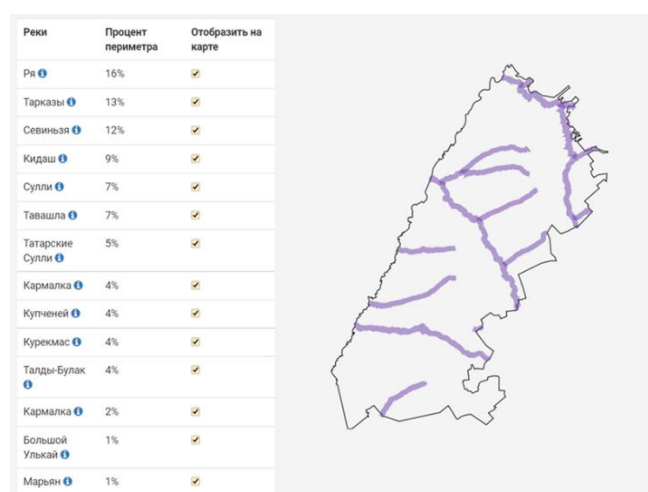 Реки Процент Отобразить на
периметра карте
Ря 16%
Тарказы 13%
Севиньзя 12%
Кидаш 9%
Сулли 7%
Тавашла 7%
Татарские 5%
Сулли
Кармалка 4%
Купченей 4%
Курекмас 4%
Талды-Булак 4%
Кармалка 2%
Большой 1%
Улькай
Марьян 1%